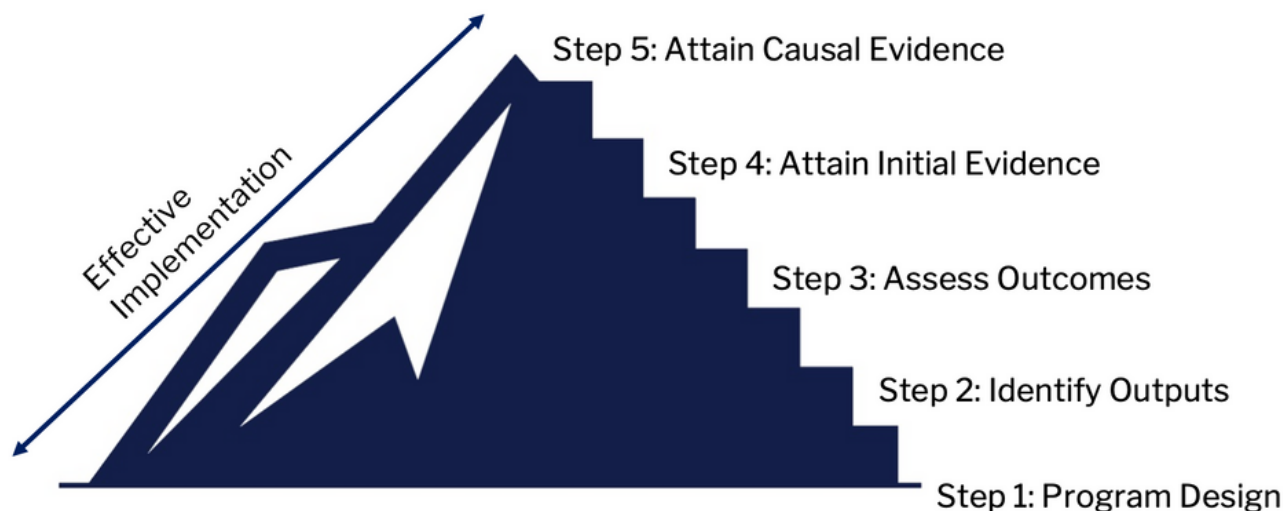 Step 5: Attain Causal Evidence
Step 4: Attain Initial Evidence
Effective
Implementation
Step 3: Assess Outcomes
Step 2: Identify Outputs
Step 1: Program Design